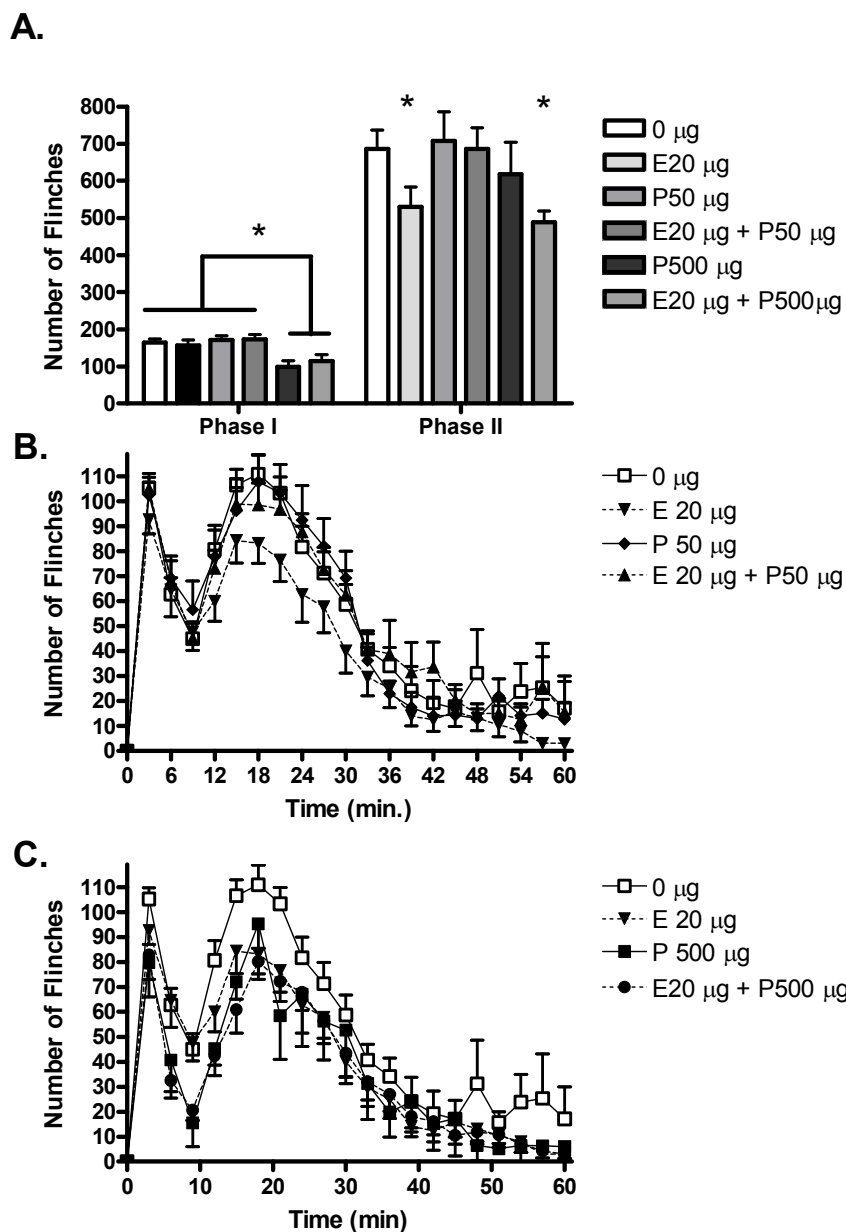 A.
Number of Flinches
800
700
600
500
400
300
200
100
0
*
*
*
Phase I
Phase II
0 μg
E20 μg
P50 μg
E20 μg + P50 μg
P500 μg
E20 μg + P500μg
B.
Number of Flinches
110
100
90
80
70
60
50
40
30
20
10
0
0 6 12 18 24 30 36 42 48 54 60
Time (min.)
0 μg
E 20 μg
P 50 μg
E 20 μg + P50 μg
C.
Number of Flinches
110
100
90
80
70
60
50
40
30
20
10
0
0 10 20 30 40 50 60
Time (min)
0 μg
E 20 μg
P 500 μg
E20 μg + P500 μg